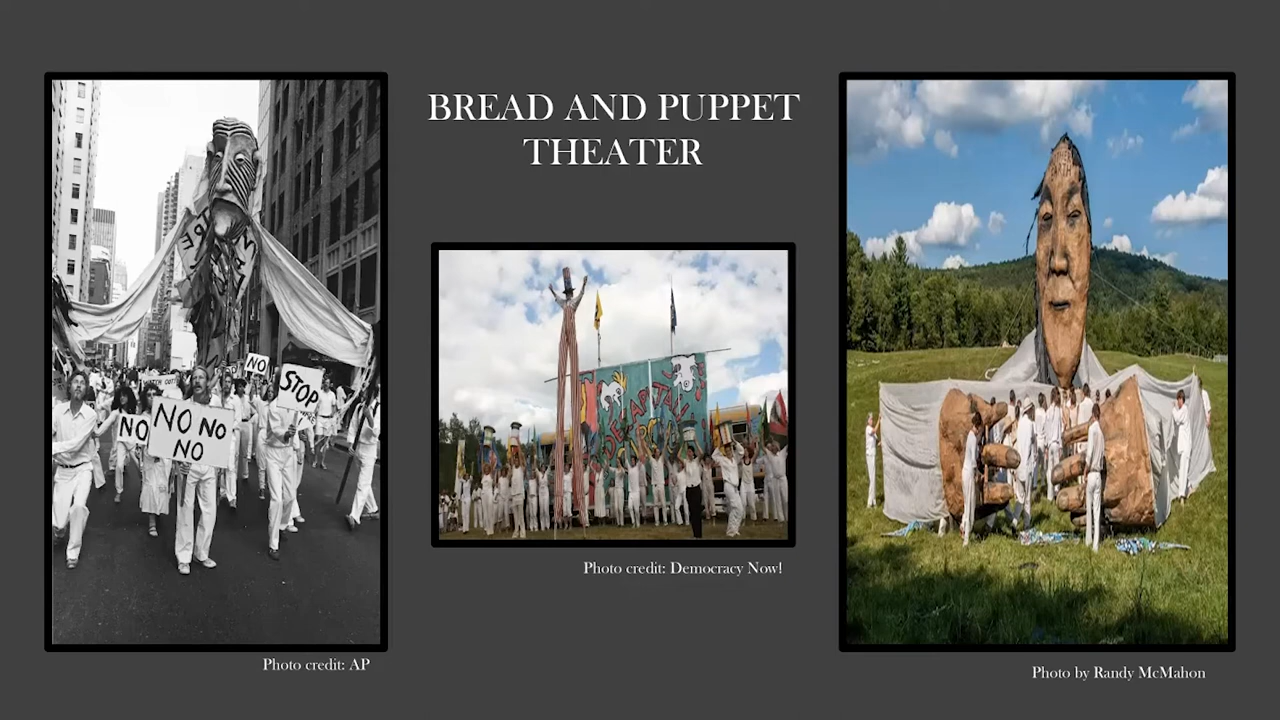 BREAD AND PUPPET
THEATER
NO
STOP
NO
NO NO
NO
Photo credit: AP
Photo credit: Democracy Now!
Photo by Randy McMahon